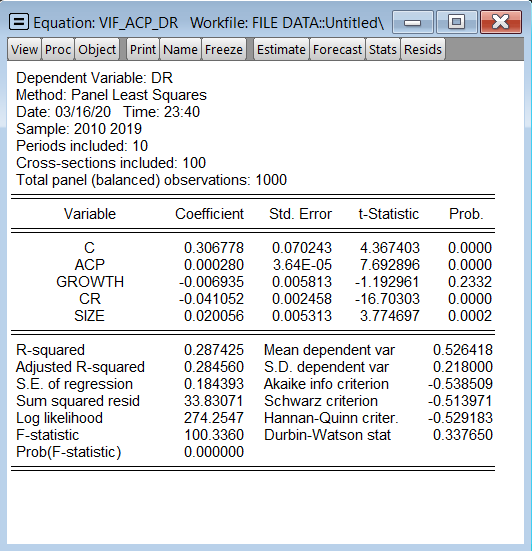 Equation: VIF_ACP_DR Workfile: FILE DATA::Untitled\
View Proc Object Print Name Freeze Estimate Forecast Stats Resids
Dependent Variable: DR
Method: Panel Least Squares
Date: 03/16/20 Time: 23:40
Sample: 2010 2019
Periods included: 10
Cross-sections included: 100
Total panel (balanced) observations: 1000
Variable Coefficient Std. Error t-Statistic Prob.
C 0.306778 0.070243 4.367403 0.0000
ACP 0.000280 3.64E-05 7.692896 0.0000
GROWTH -0.006935 0.005813 -1.192961 0.2332
CR -0.041052 0.002458 -16.70303 0.0000
SIZE 0.020056 0.005313 3.774697 0.0002
R-squared 0.287425 Mean dependent var 0.526418
Adjusted R-squared 0.284560 S.D. dependent var 0.218000
S.E. of regression 0.184393 Akaike info criterion -0.538509
Sum squared resid 33.83071 Schwarz criterion -0.513971
Log likelihood 274.2547 Hannan-Quinn criter. -0.529183
F-statistic 100.3360 Durbin-Watson stat 0.337650
Prob(F-statistic) 0.000000